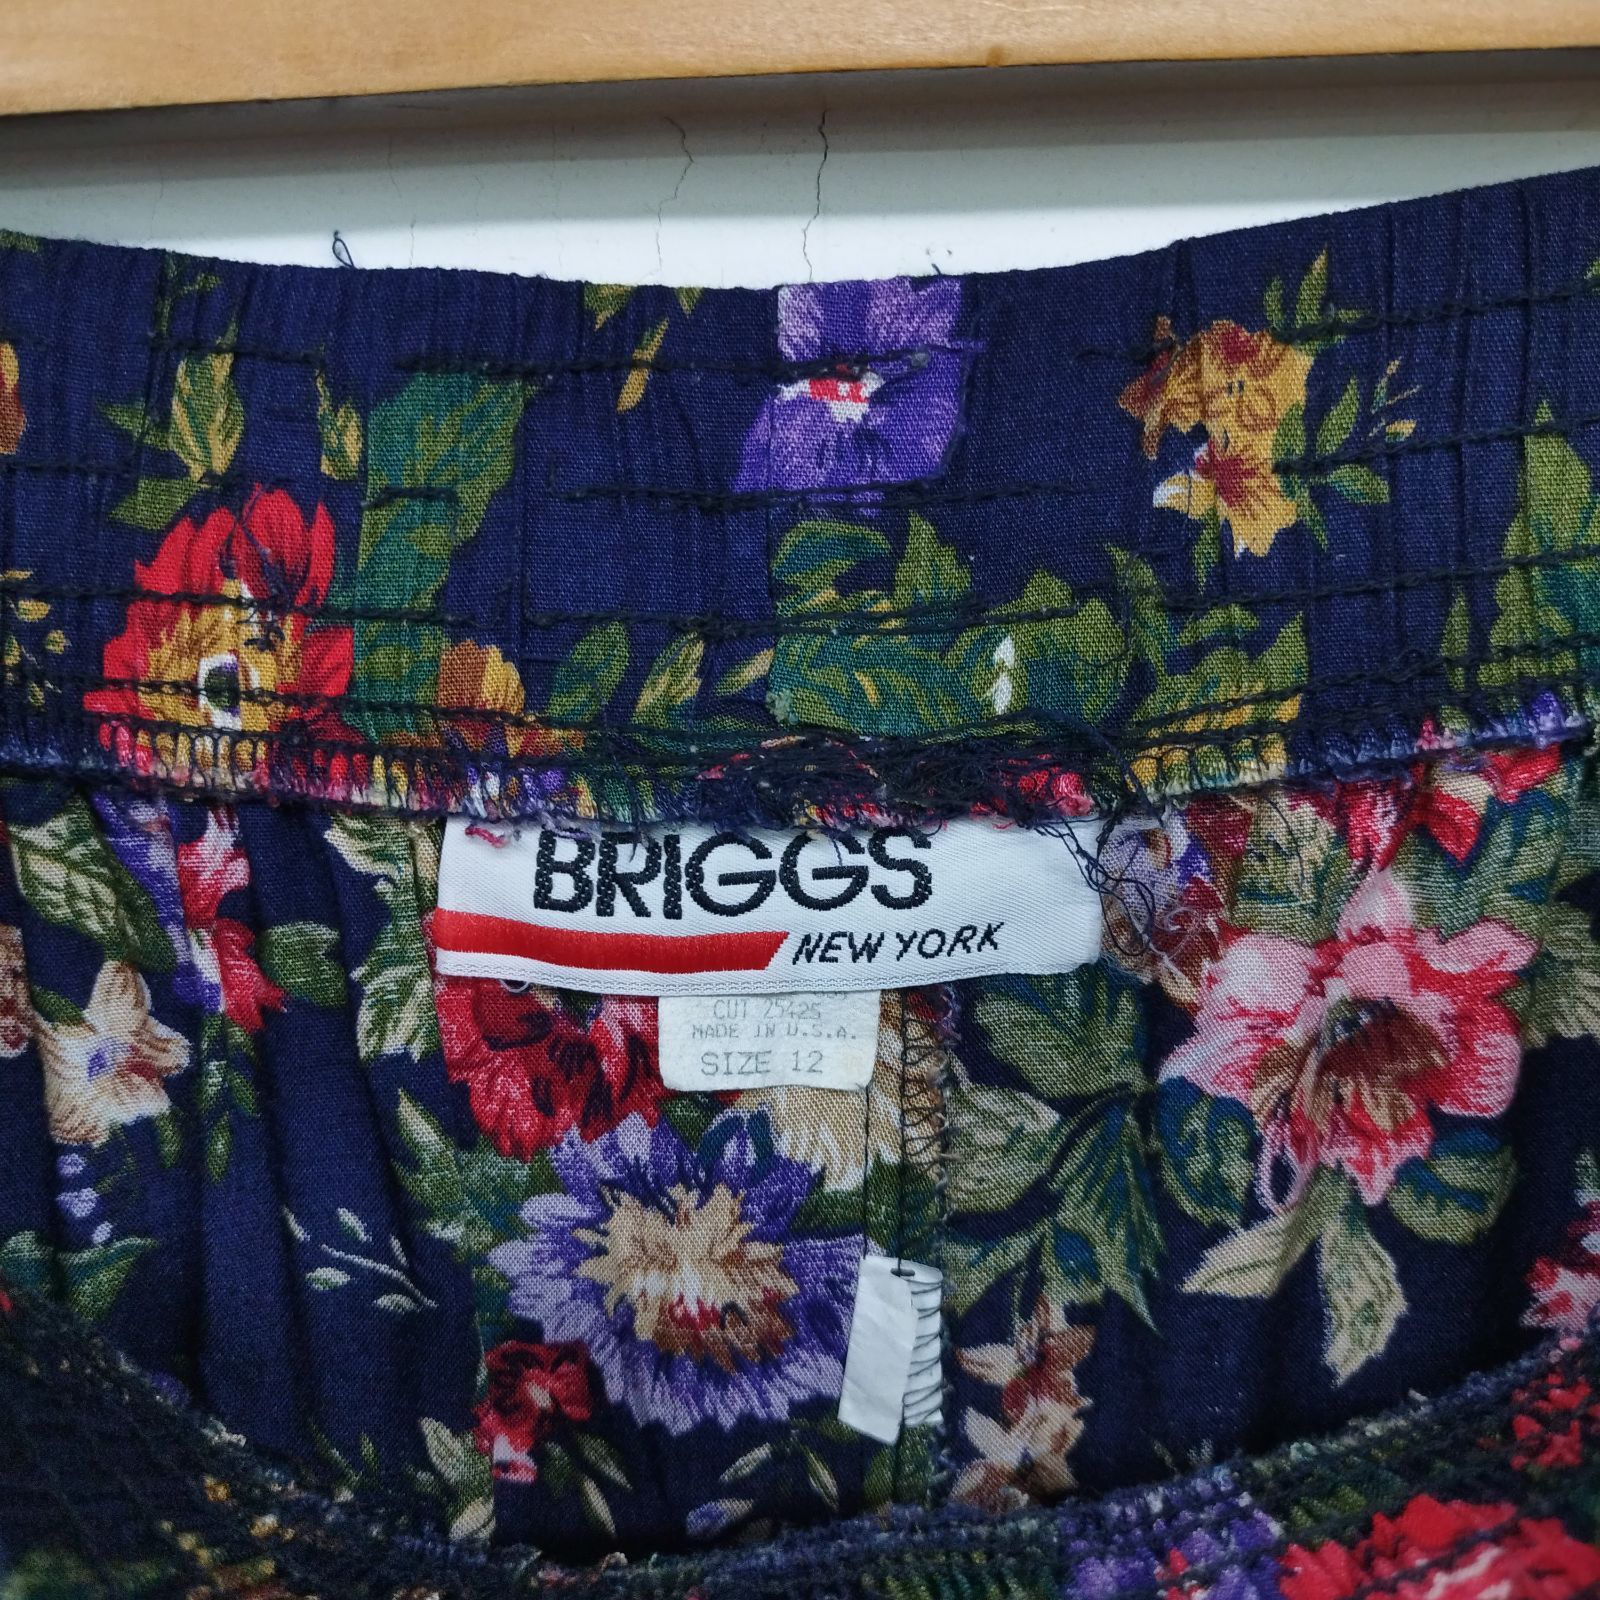 BRIGGS
NEW YORK
CUT 25425
MADE IN U.S.A.
SIZE 12